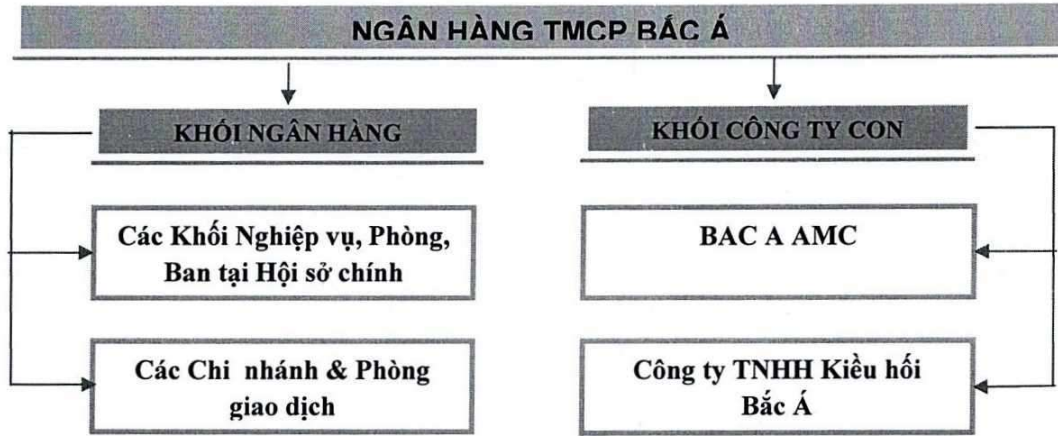 NGÂN HÀNG TMCP BẮC Á
KHỐI NGÂN HÀNG
KHỐI CÔNG TY CON
Các Khối Nghiệp vụ, Phòng,
Ban tại Hội sở chính
BAC A AMC
Các Chi nhánh & Phòng
giao dịch
Công ty TNHH Kiều hối
Bắc Á